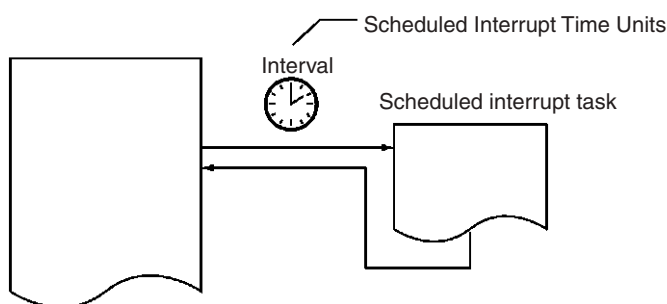 Scheduled Interrupt Time Units
Interval
Scheduled interrupt task